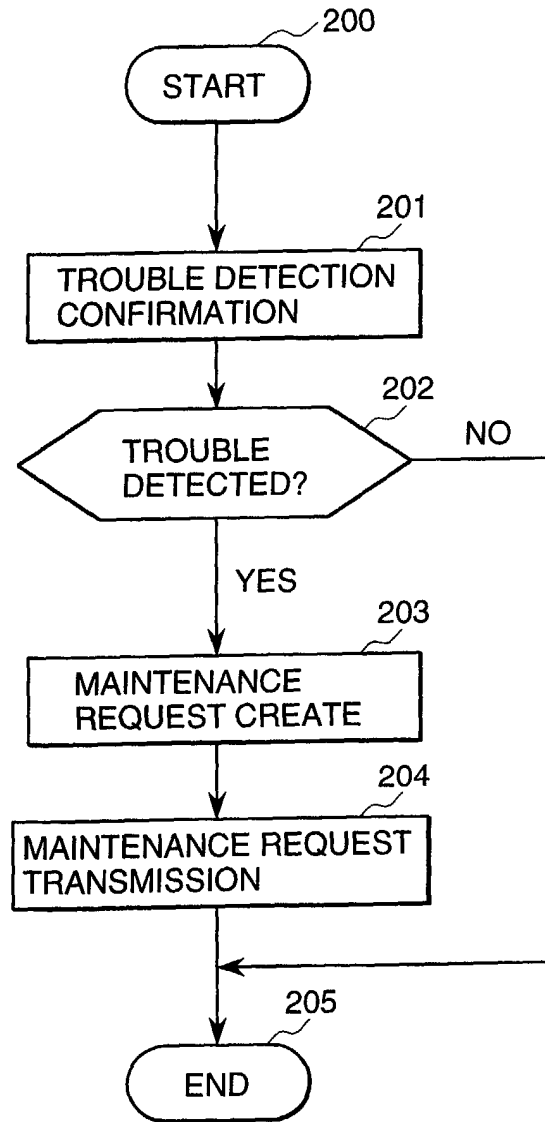 200
START
201
TROUBLE DETECTION
CONFIRMATION
202
TROUBLE
DETECTED?
NO
YES
203
MAINTENANCE
REQUEST CREATE
204
MAINTENANCE REQUEST
TRANSMISSION
205
END